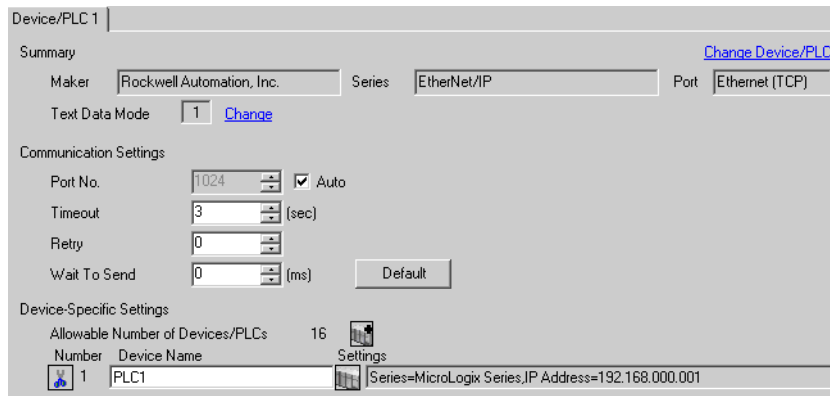 Device/PLC 1
Summary
Change Device/PLC
Maker Rockwell Automation, Inc. Series EtherNet/IP Port Ethernet (TCP)
Text Data Mode 1 Change
Communication Settings
Port No. 1024 Auto
Timeout 3 (sec)
Retry 0
Wait To Send 0 (ms) Default
Device-Specific Settings
Allowable Number of Devices/PLCs 16
Number Device Name Settings
1 PLC1 Series=MicroLogix Series,IP Address=192.168.000.001